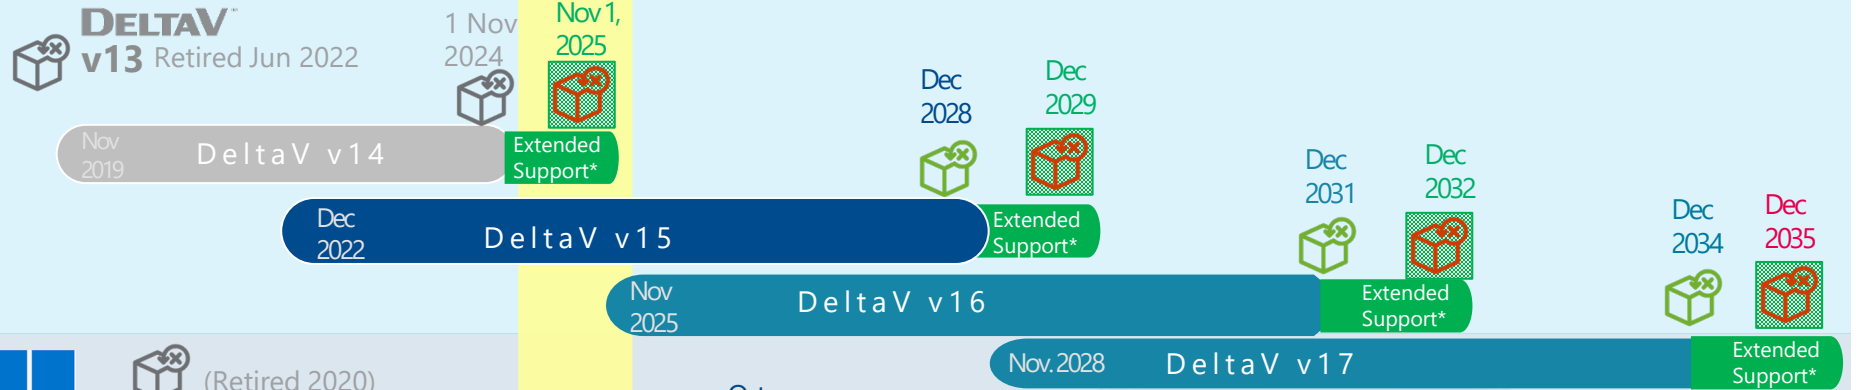 DELTAV™
v13 Retired Jun 2022
1 Nov
2024
Nov 1,
2025
Dec
2028
Dec
2029
Nov
2019
DeltaV v14
Extended
Support*
Dec
2031
Dec
2032
Dec
2022
DeltaV v15
Extended
Support*
Dec
2034
Dec
2035
Nov
2025
DeltaV v16
Extended
Support*
Nov. 2028
DeltaV v17
Extended
Support*
(Retired 2020)